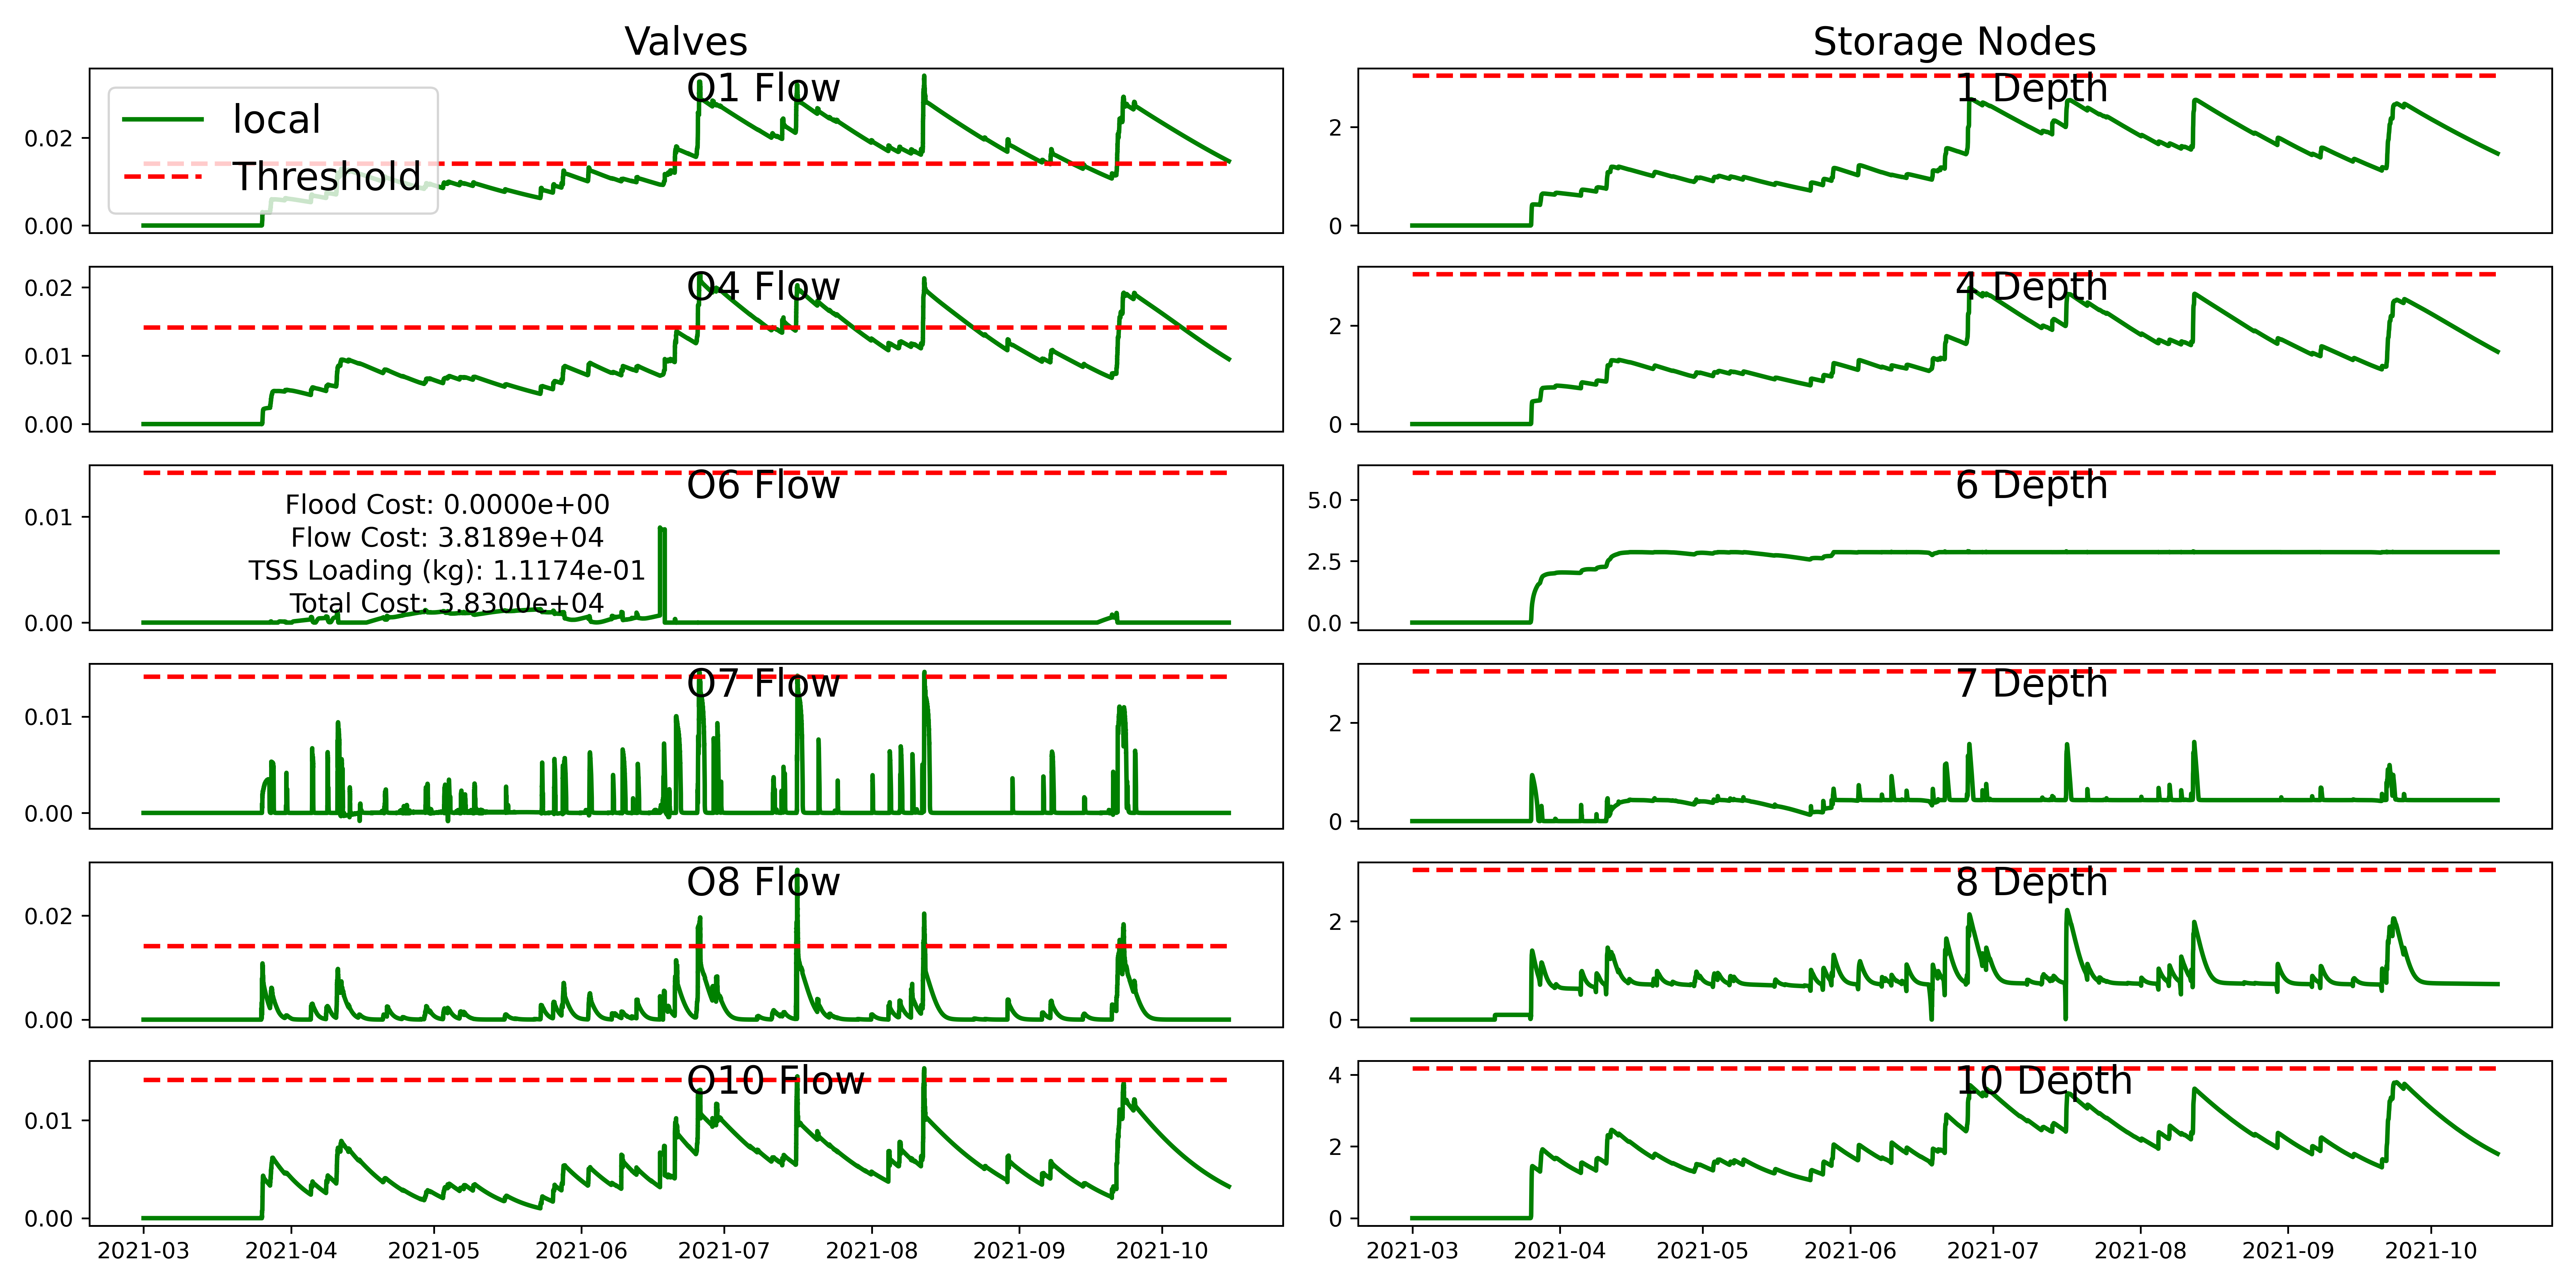 Valves
Storage Nodes
O1 Flow
local
Threshold
0.02
0.00
1 Depth
2
0
O4 Flow
0.02
0.01
0.00
4 Depth
2
0
O6 Flow
0.01
0.00
Flood Cost: 0.0000e+00
Flow Cost: 3.8189e+04
TSS Loading (kg): 1.1174e-01
Total Cost: 3.8300e+04
6 Depth
5.0
2.5
0.0
O7 Flow
0.01
0.00
7 Depth
2
0
O8 Flow
0.02
0.00
8 Depth
2
0
O10 Flow
0.01
0.00
10 Depth
4
2
0
2021-03 2021-04 2021-05 2021-06 2021-07 2021-08 2021-09 2021-10
2021-03 2021-04 2021-05 2021-06 2021-07 2021-08 2021-09 2021-10